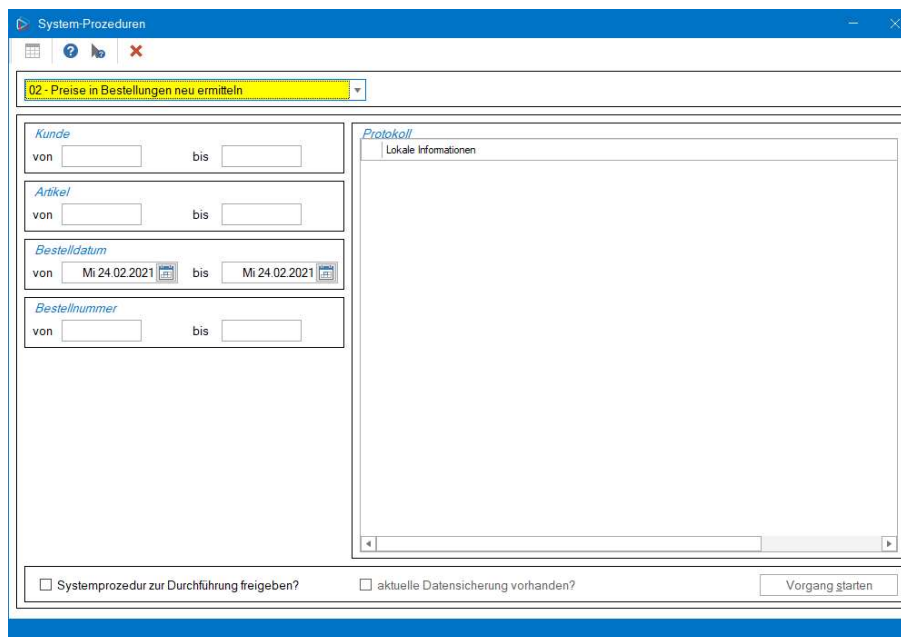 System-Prozeduren
02 - Preise in Bestellungen neu ermitteln
Kunde
von bis
Artikel
von bis
Bestelldatum
von Mi 24.02.2021 bis Mi 24.02.2021
Bestellnummer
von bis
Protokoll
Lokale Informationen
Systemprozedur zur Durchführung freigeben? aktuelle Datensicherung vorhanden? Vorgang starten